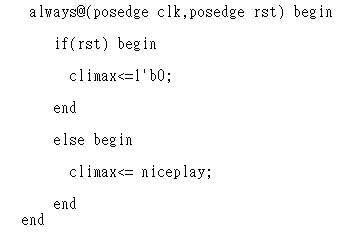 always@(posedge clk,posedge rst) begin
if(rst) begin
climax<=1'b0;
end
else begin
climax<= niceplay;
end
end